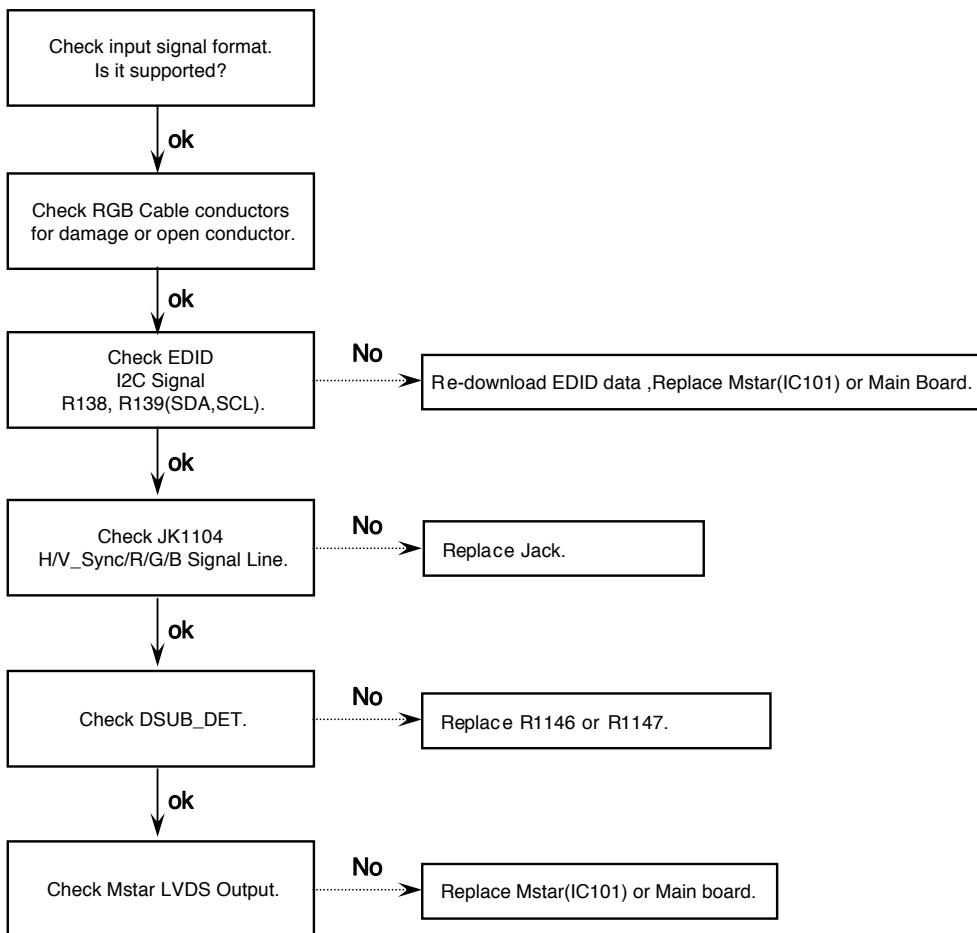 Check input signal format.
Is it supported?
ok
Check RGB Cable conductors
for damage or open conductor.
ok
Check EDID
I2C Signal
R138, R139(SDA,SCL).
No
Re-download EDID data ,Replace Mstar(IC101) or Main Board.
ok
Check JK1104
H/V_Sync/R/G/B Signal Line.
No
Replace Jack.
ok
Check DSUB_DET.
No
Replace R1146 or R1147.
ok
Check Mstar LVDS Output.
No
Replace Mstar(IC101) or Main board.